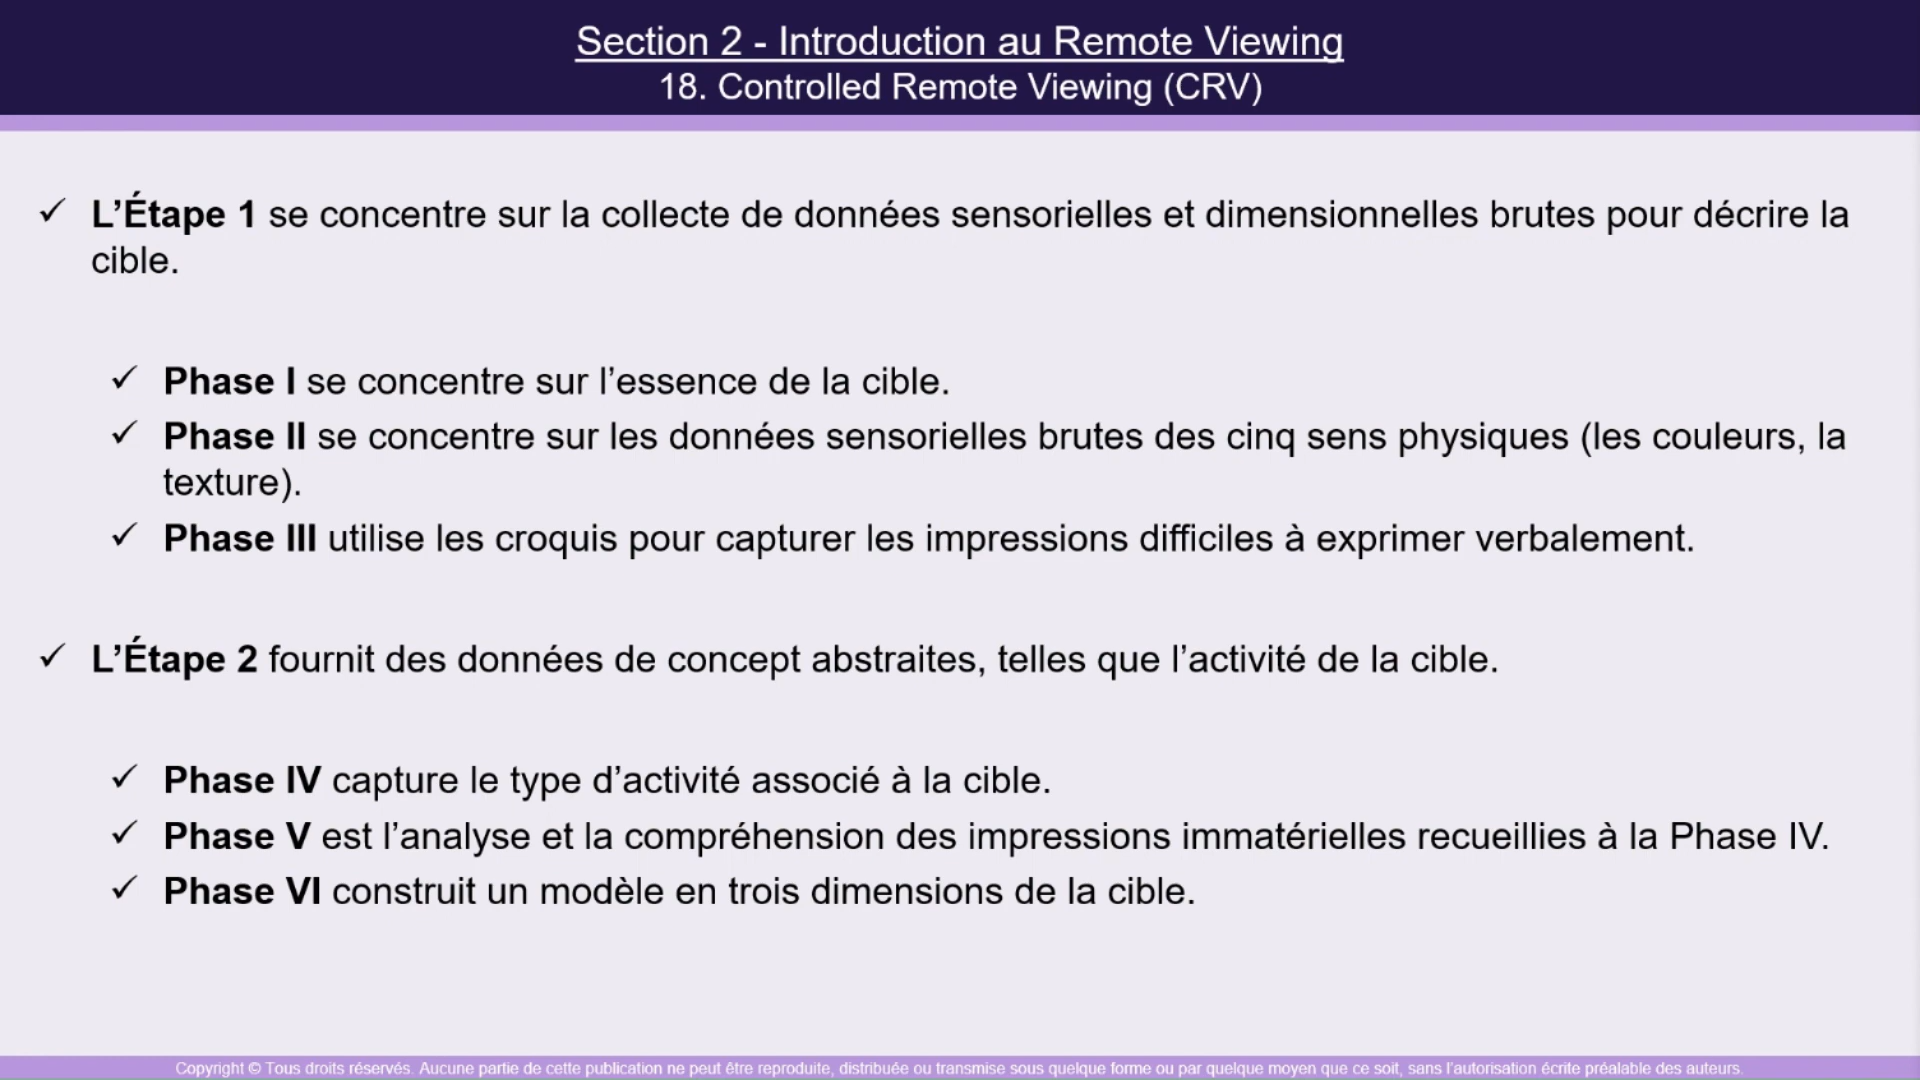 Section 2 - Introduction au Remote Viewing
18. Controlled Remote Viewing (CRV)
✓ L’Étape 1 se concentre sur la collecte de données sensorielles et dimensionnelles brutes pour décrire la
cible.
✓ Phase I se concentre sur l’essence de la cible.
✓ Phase II se concentre sur les données sensorielles brutes des cinq sens physiques (les couleurs, la
texture).
✓ Phase III utilise les croquis pour capturer les impressions difficiles à exprimer verbalement.
✓ L’Étape 2 fournit des données de concept abstraites, telles que l’activité de la cible.
✓ Phase IV capture le type d’activité associé à la cible.
✓ Phase V est l’analyse et la compréhension des impressions immatérielles recueillies à la Phase IV.
✓ Phase VI construit un modèle en trois dimensions de la cible.
Copyright © Tous droits réservés. Aucune partie de cette publication ne peut être reproduite, distribuée ou transmise sous quelque forme ou par quelque moyen que ce soit, sans l’autorisation écrite préalable des auteurs.